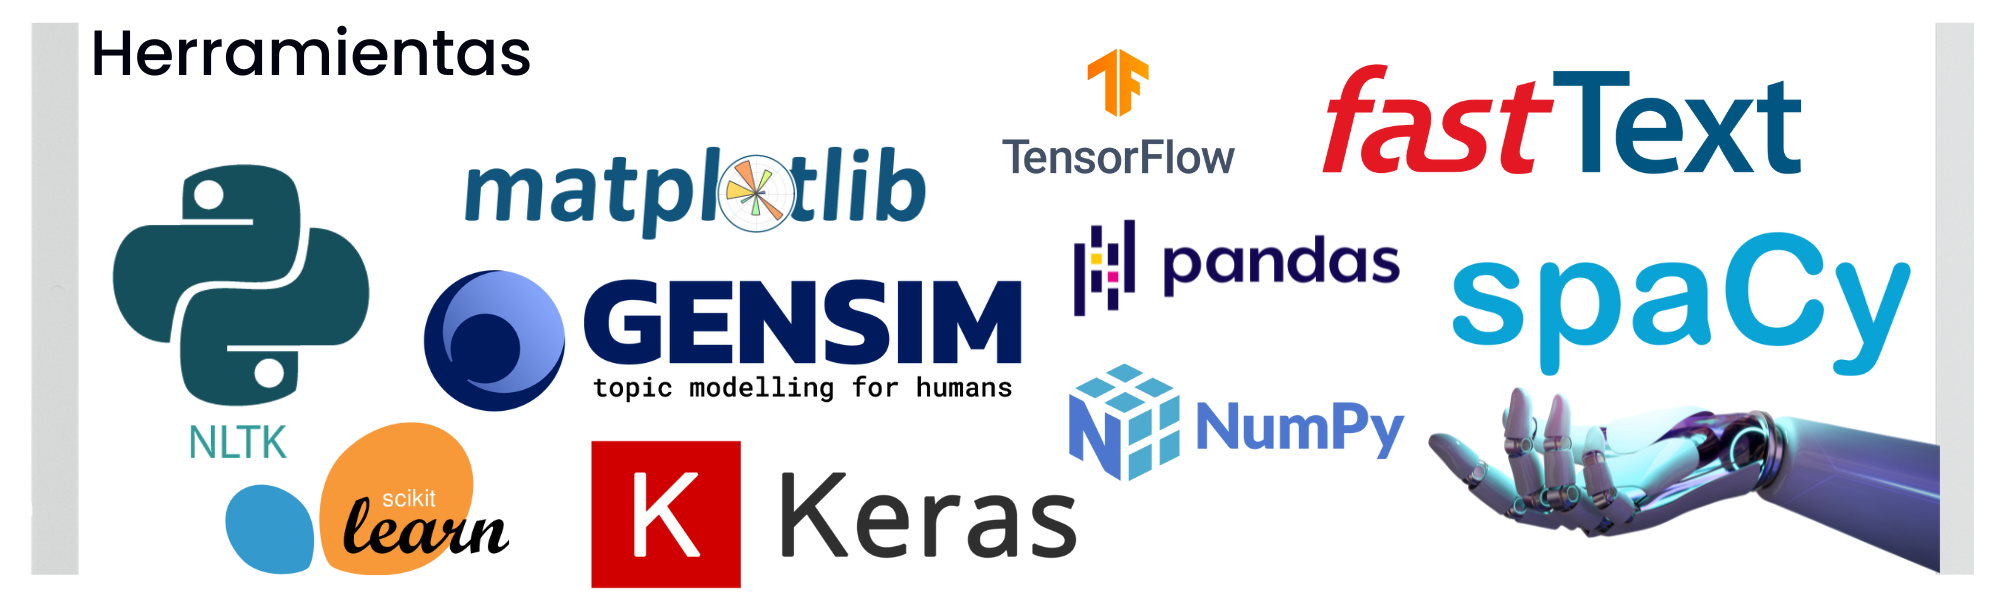 Herramientas
TensorFlow
fastText
matplotlib
pandas
spaCy
GENSIM
topic modelling for humans
NLTK
NumPy
scikit
learn
K Keras